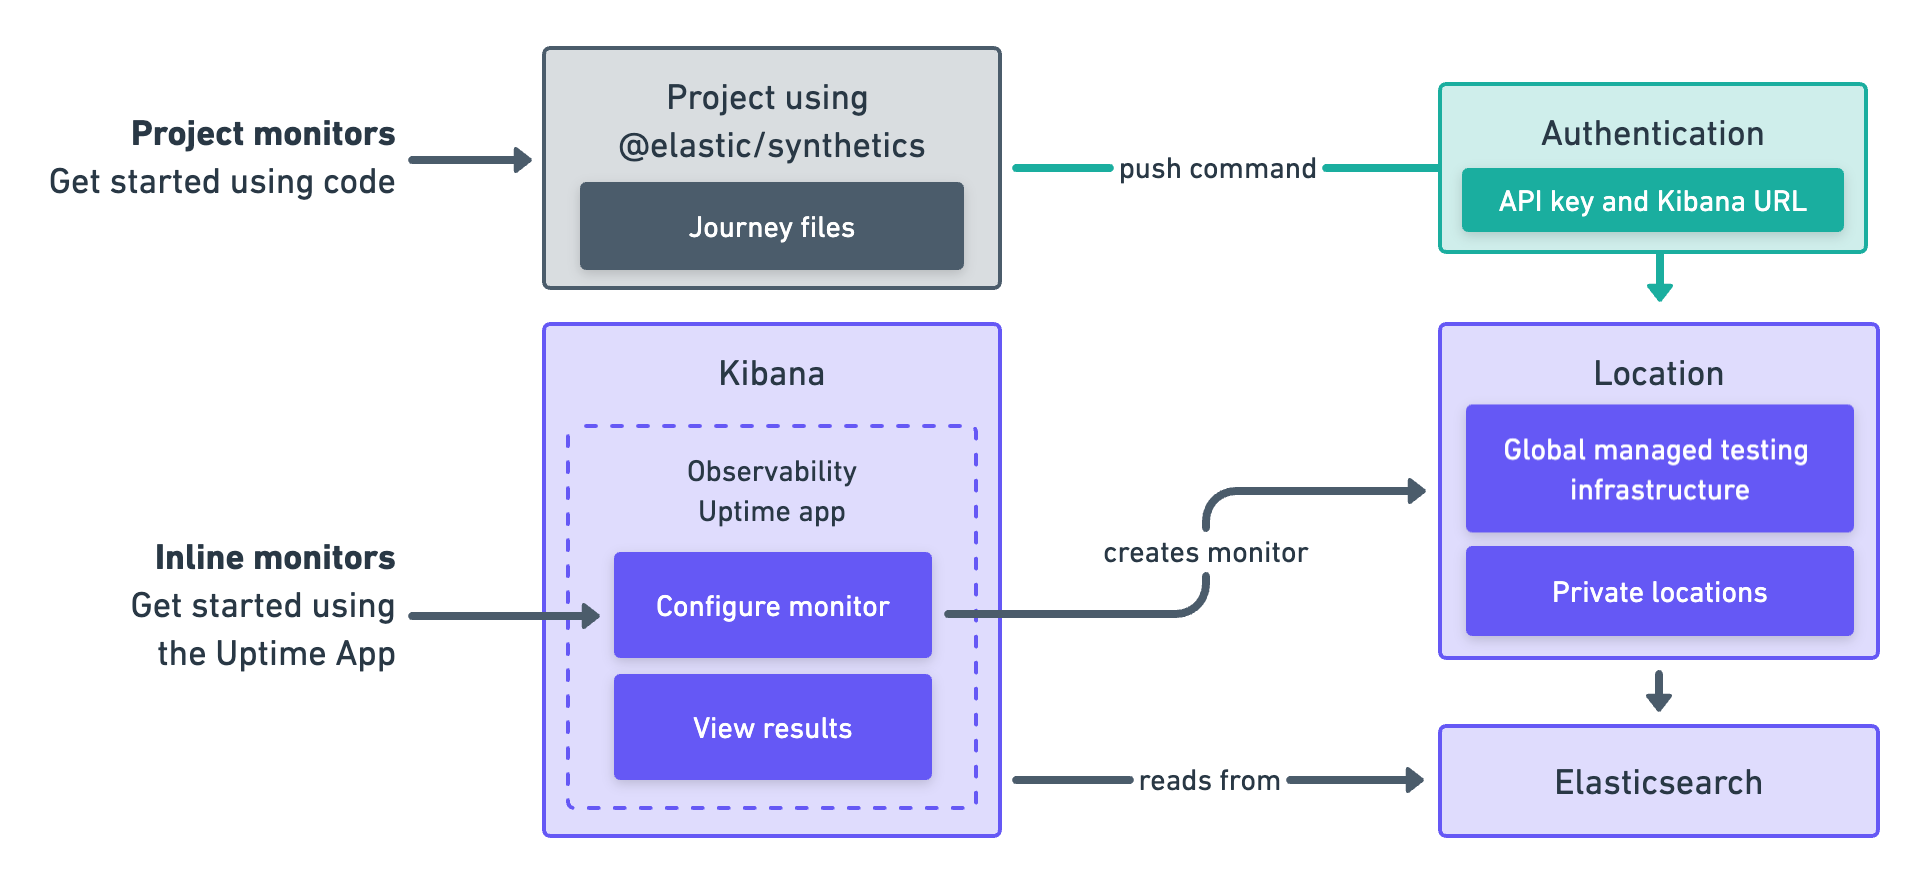 Project monitors
Get started using code
Project using
@elastic/synthetics
Journey files
push command
Authentication
API key and Kibana URL
Kibana
Observability
Uptime app
Inline monitors
Get started using
the Uptime App
Configure monitor
View results
creates monitor
reads from
Location
Global managed testing
infrastructure
Private locations
Elasticsearch